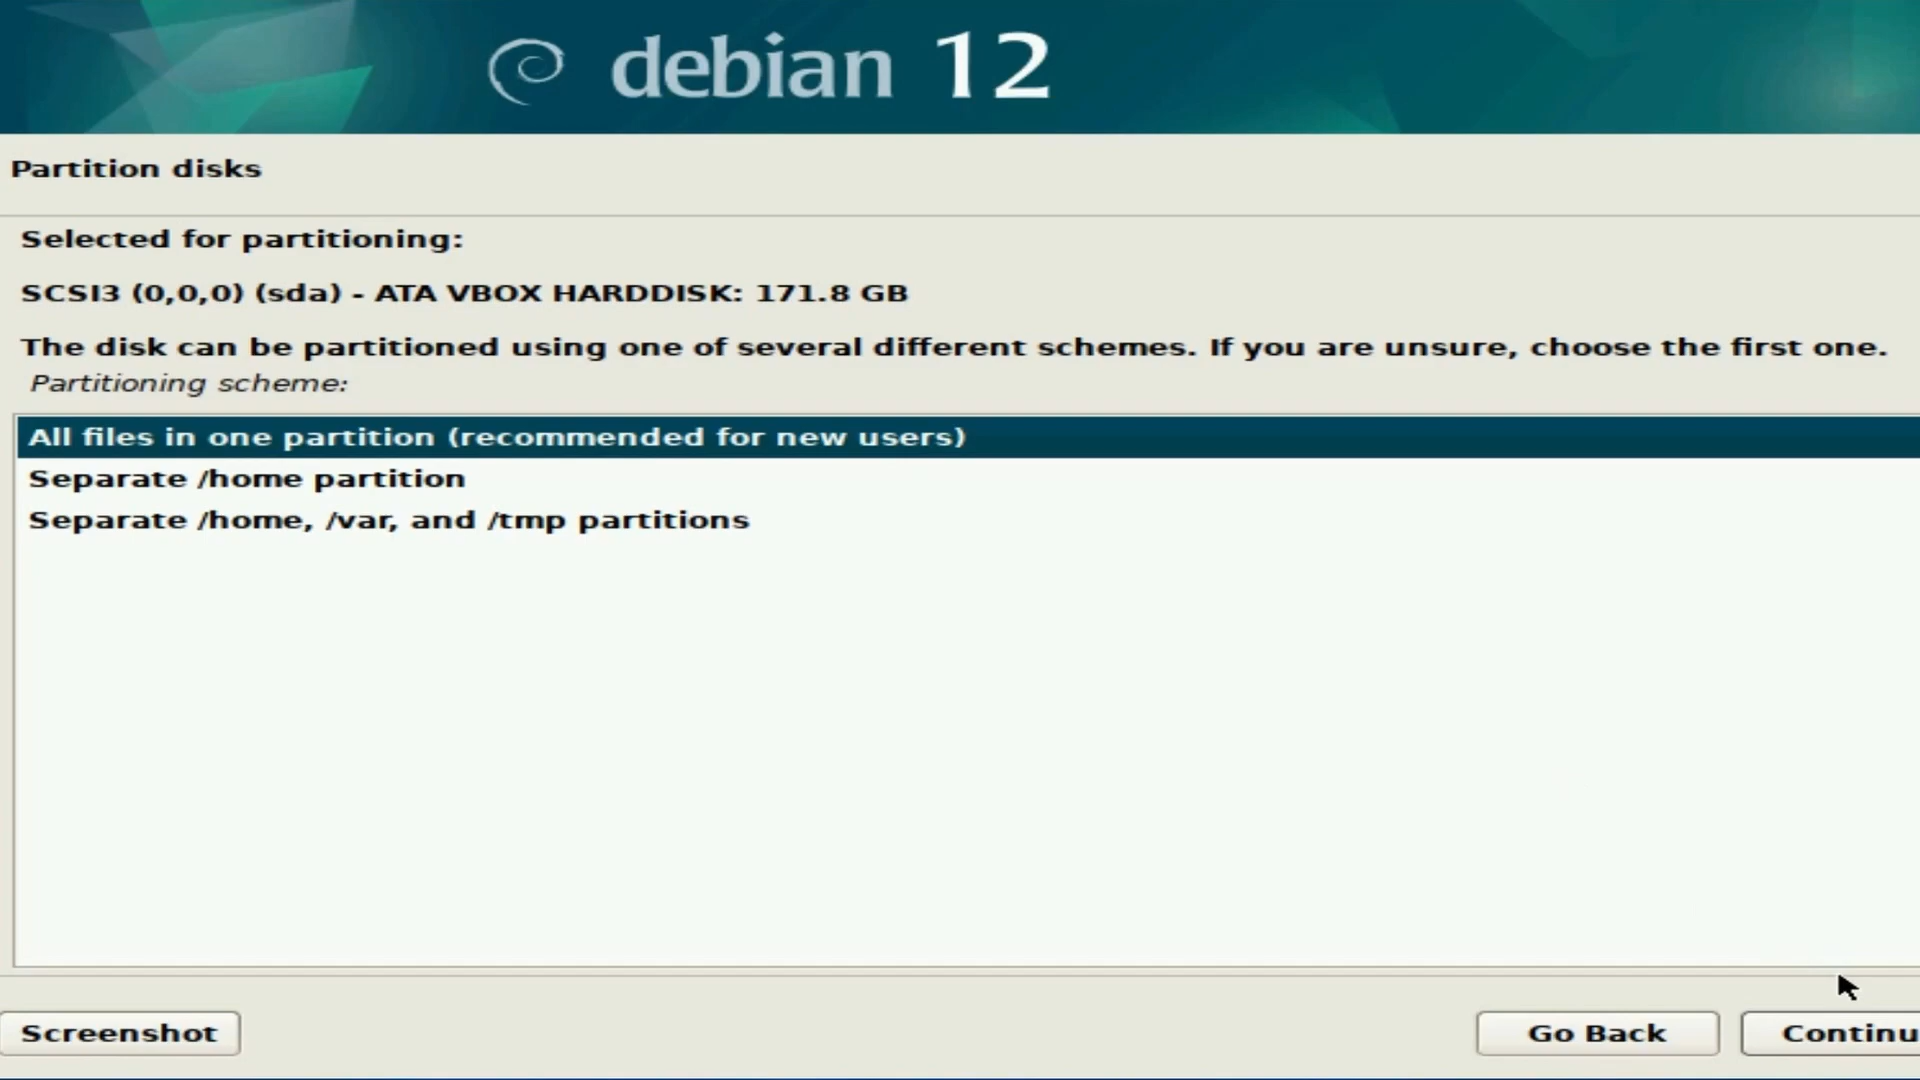 debian 12
Partition disks
Selected for partitioning:
SCSI3 (0,0,0) (sda) - ATA VBOX HARDDISK: 171.8 GB
The disk can be partitioned using one of several different schemes. If you are unsure, choose the first one.
Partitioning scheme:
All files in one partition (recommended for new users)
Separate /home partition
Separate /home, /var, and /tmp partitions
Screenshot
Go Back
Continu